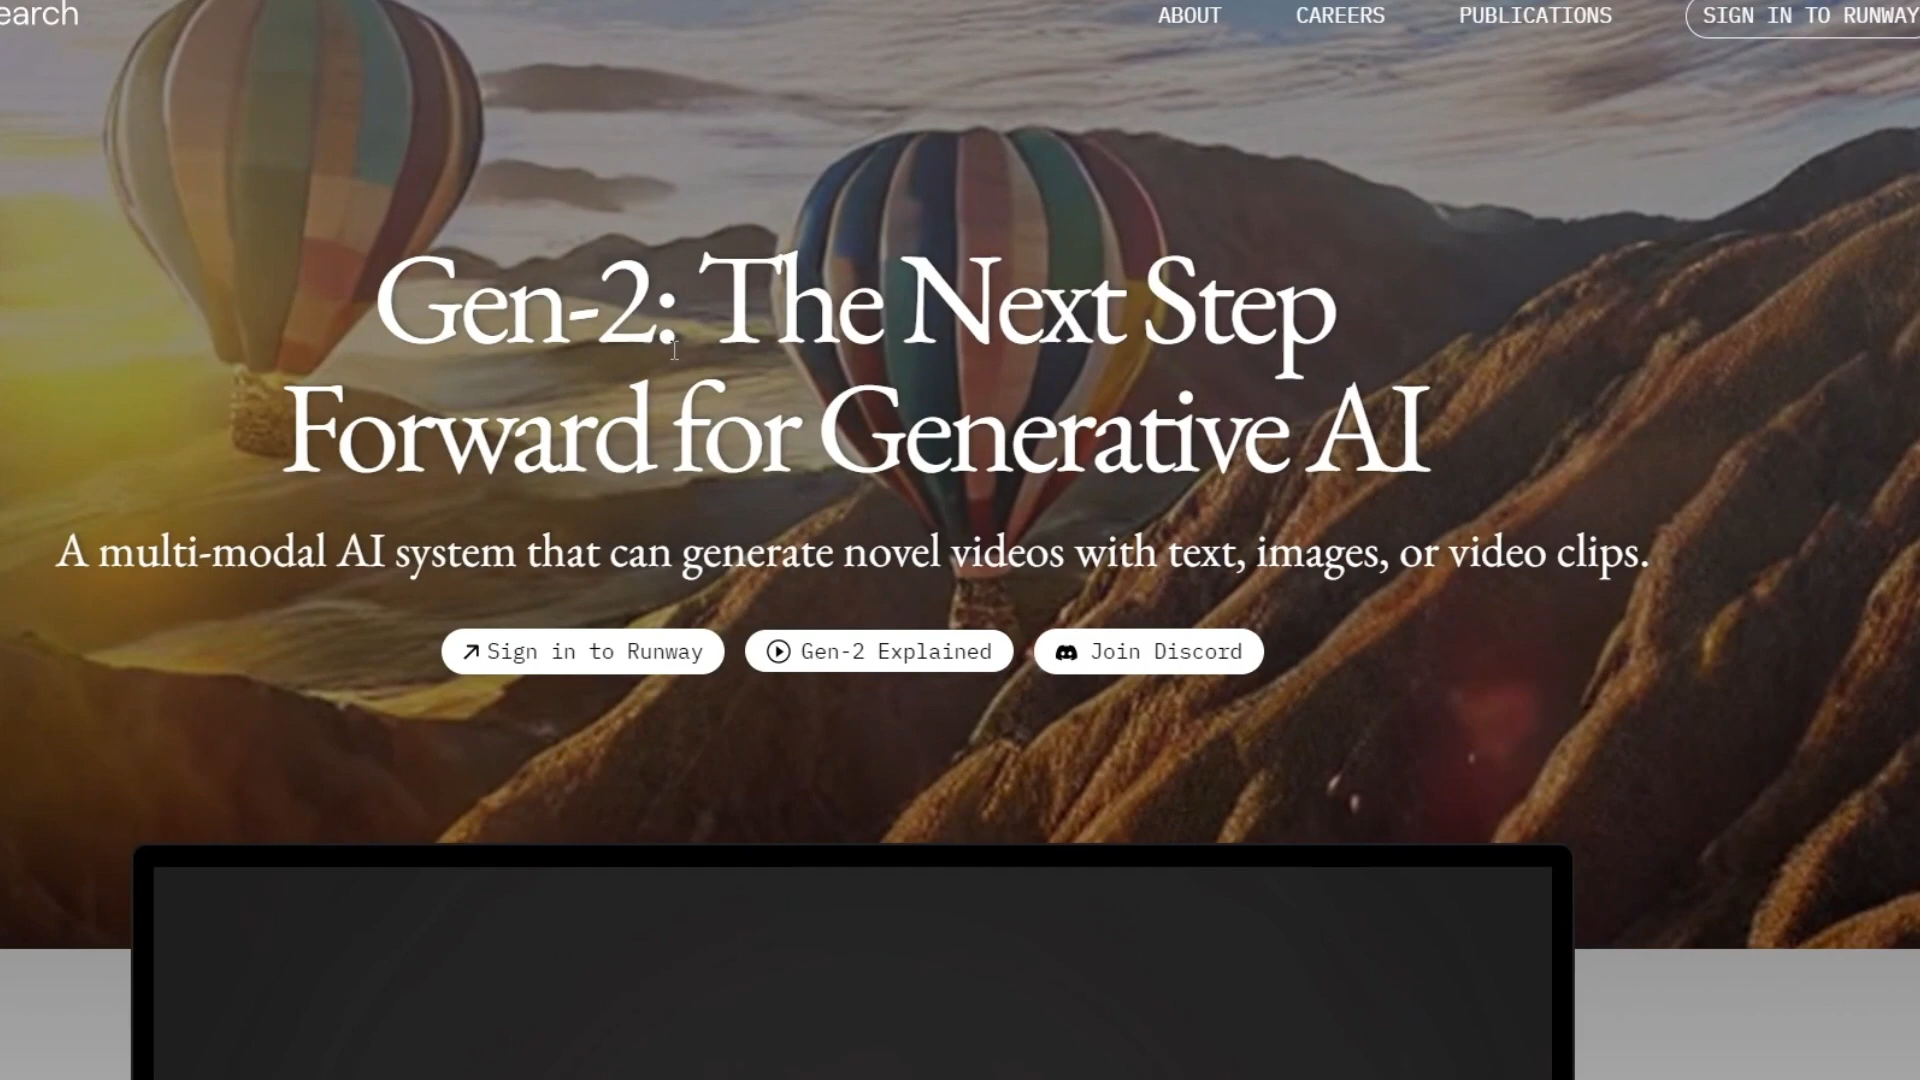 earch
ABOUT CAREERS PUBLICATIONS SIGN IN TO RUNWAY
Gen-2: The Next Step
Forward for Generative AI
A multi-modal AI system that can generate novel videos with text, images, or video clips.
Sign in to Runway Gen-2 Explained Join Discord